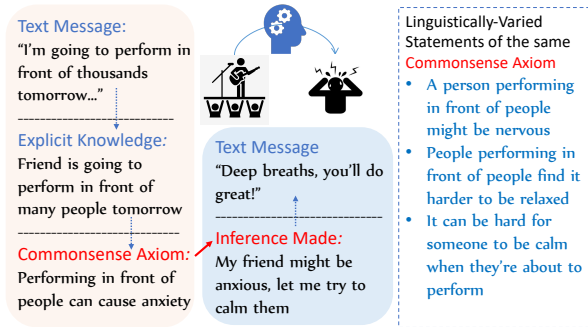 Text Message:
“I’m going to perform in
front of thousands
tomorrow...”
Explicit Knowledge:
Friend is going to
perform in front of
many people tomorrow
Commonsense Axiom:
Performing in front of
people can cause anxiety
Text Message
“Deep breaths, you’ll do
great!”
Inference Made:
My friend might be
anxious, let me try to
calm them
Linguistically-Varied
Statements of the same
Commonsense Axiom
• A person performing
in front of people
might be nervous
• People performing in
front of people find it
harder to be relaxed
• It can be hard for
someone to be calm
when they’re about to
perform